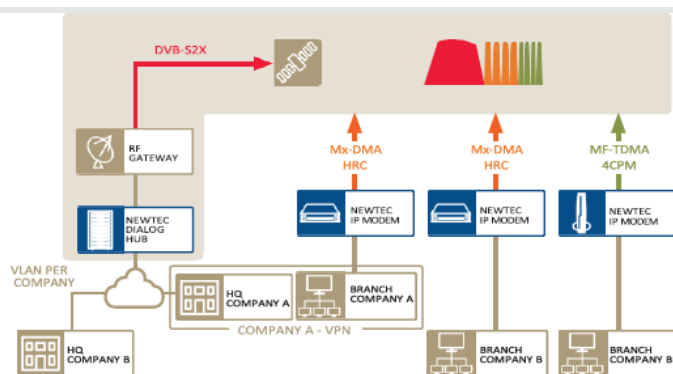 DVB-S2X
RF
GATEWAY
Mx-DMA
HRC
Mx-DMA
HRC
MF-TDMA
4CPM
NEWTEC
DIALOG
HUB
NEWTEC
IP MODEM
NEWTEC
IP MODEM
NEWTEC
IP MODEM
VLAN PER
COMPANY
HQ
COMPANY A
BRANCH
COMPANY A
COMPANY A - VPN
HQ
COMPANY B
BRANCH
COMPANY B
BRANCH
COMPANY B